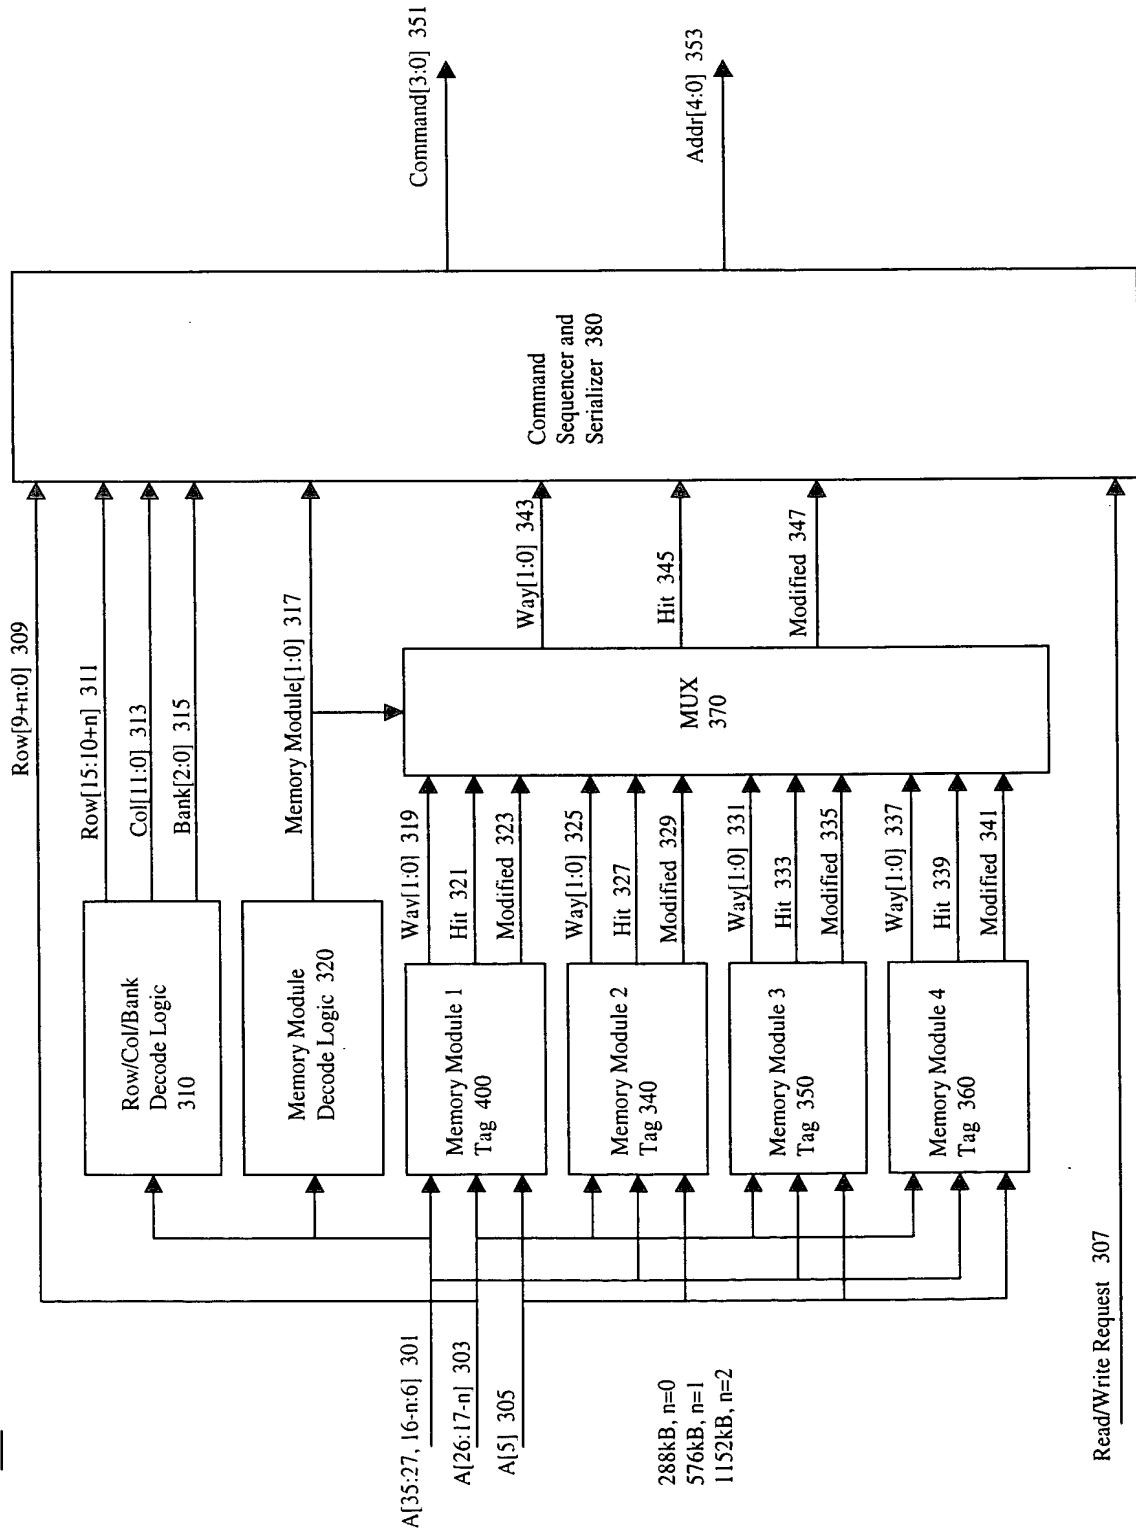 A[35:27, 16-n:6] 301
A[26:17-n] 303
A[5] 305
288kB, n=0
576kB, n=1
1152kB, n=2
Read/Write Request 307
Row/Col/Bank
Decode Logic
310
Memory Module
Decode Logic 320
Memory Module 1
Tag 400
Memory Module 2
Tag 340
Memory Module 3
Tag 350
Memory Module 4
Tag 360
Row[9+n:0] 309
Row[15:10+n] 311
Col[11:0] 313
Bank[2:0] 315
Memory Module[1:0] 317
Way[1:0] 319
Hit 321
Modified 323
Way[1:0] 325
Hit 327
Modified 329
Way[1:0] 331
Hit 333
Modified 335
Way[1:0] 337
Hit 339
Modified 341
MUX
370
Way[1:0] 343
Hit 345
Modified 347
Command
Sequencer and
Serializer 380
Command[3:0] 351
Addr[4:0] 353